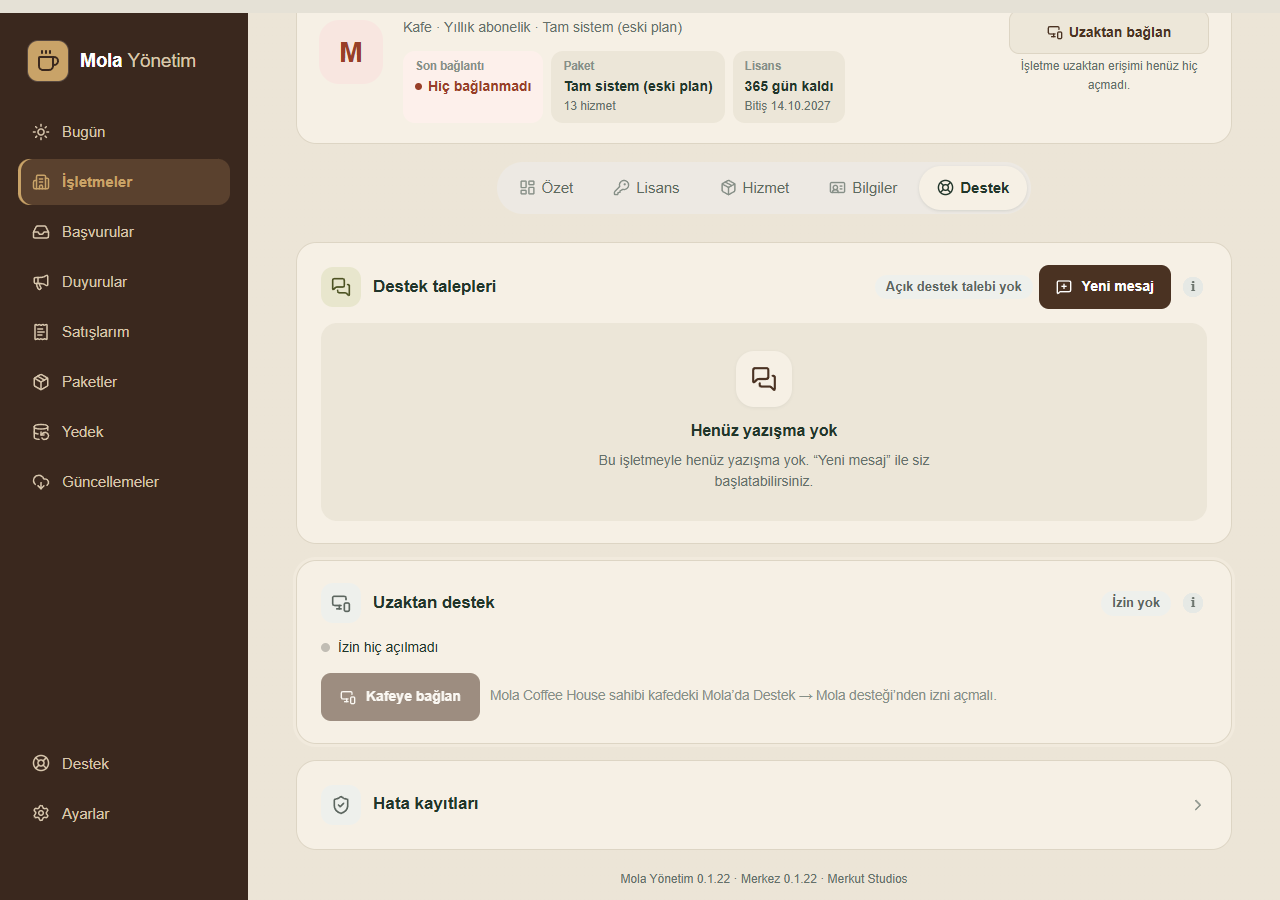 Mola Yönetim
Bugün
İşletmeler
Başvurular
Duyurular
Satışlarım
Paketler
Yedek
Güncellemeler
Destek
Ayarlar
M
Kafe · Yıllık abonelik · Tam sistem (eski plan)
Son bağlantı
Hiç bağlanmadı
Paket
Tam sistem (eski plan)
13 hizmet
Lisans
365 gün kaldı
Bitiş 14.10.2027
Uzaktan bağlan
İşletme uzaktan erişimi henüz hiç
açmadı.
Özet
Lisans
Hizmet
Bilgiler
Destek
Destek talepleri
Açık destek talebi yok
Yeni mesaj
i
Henüz yazışma yok
Bu işletmeyle henüz yazışma yok. “Yeni mesaj” ile siz
başlatabilirsiniz.
Uzaktan destek
İzin yok
i
İzin hiç açılmadı
Kafeye bağlan
Mola Coffee House sahibi kafedeki Mola’da Destek → Mola desteği’nden izni açmalı.
Hata kayıtları
Mola Yönetim 0.1.22 · Merkez 0.1.22 · Merkut Studios